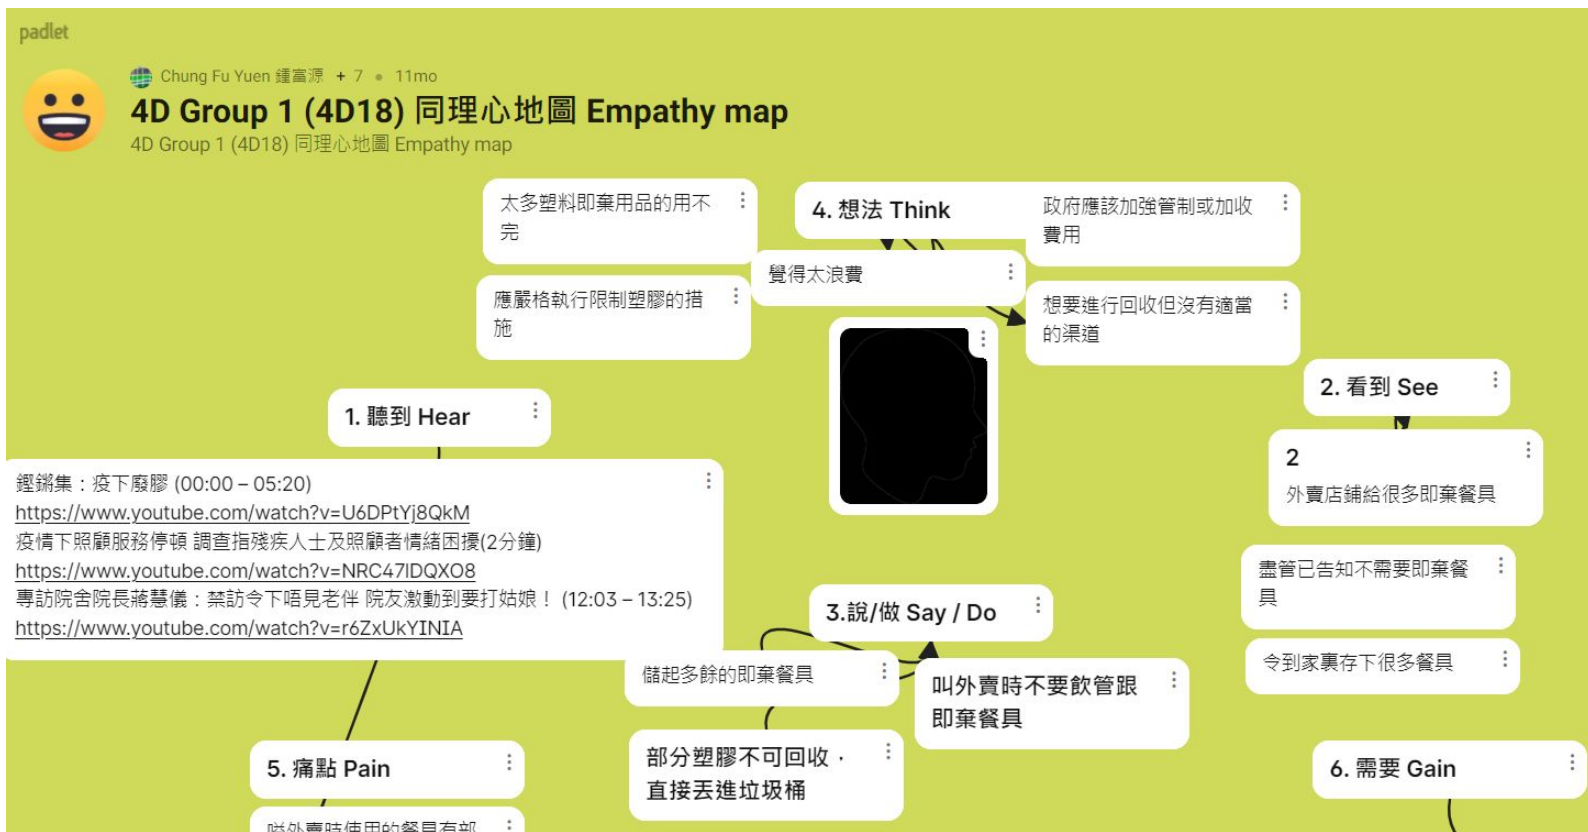 padlet
Chung Fu Yuen 鍾富源 + 7 • 11mo
4D Group 1 (4D18) 同理心地圖 Empathy map
4D Group 1 (4D18) 同理心地圖 Empathy map
太多塑料即棄用品的用不
完
應嚴格執行限制塑膠的措
施
4. 想法 Think
覺得太浪費
政府應該加強管制或加收
費用
想要進行回收但沒有適當
的渠道
1. 聽到 Hear
鏗鏘集：疫下廢膠 (00:00 – 05:20)
https://www.youtube.com/watch?v=U6DPtYj8QkM
疫情下照顧服務停頓 調查指殘疾人士及照顧者情緒困擾(2分鐘)
https://www.youtube.com/watch?v=NRC47lDQXO8
專訪院舍院長蔣慧儀：禁訪令下唔見老伴 院友激動到要打姑娘！ (12:03 – 13:25)
https://www.youtube.com/watch?v=r6ZxUkYINIA
2. 看到 See
2
外賣店鋪給很多即棄餐具
盡管已告知不需要即棄餐
具
令到家裏存下很多餐具
3.說/做 Say / Do
儲起多餘的即棄餐具
叫外賣時不要飲管跟
即棄餐具
部分塑膠不可回收，
直接丟進垃圾桶
5. 痛點 Pain
嗌外賣時使用的餐具有部
6. 需要 Gain